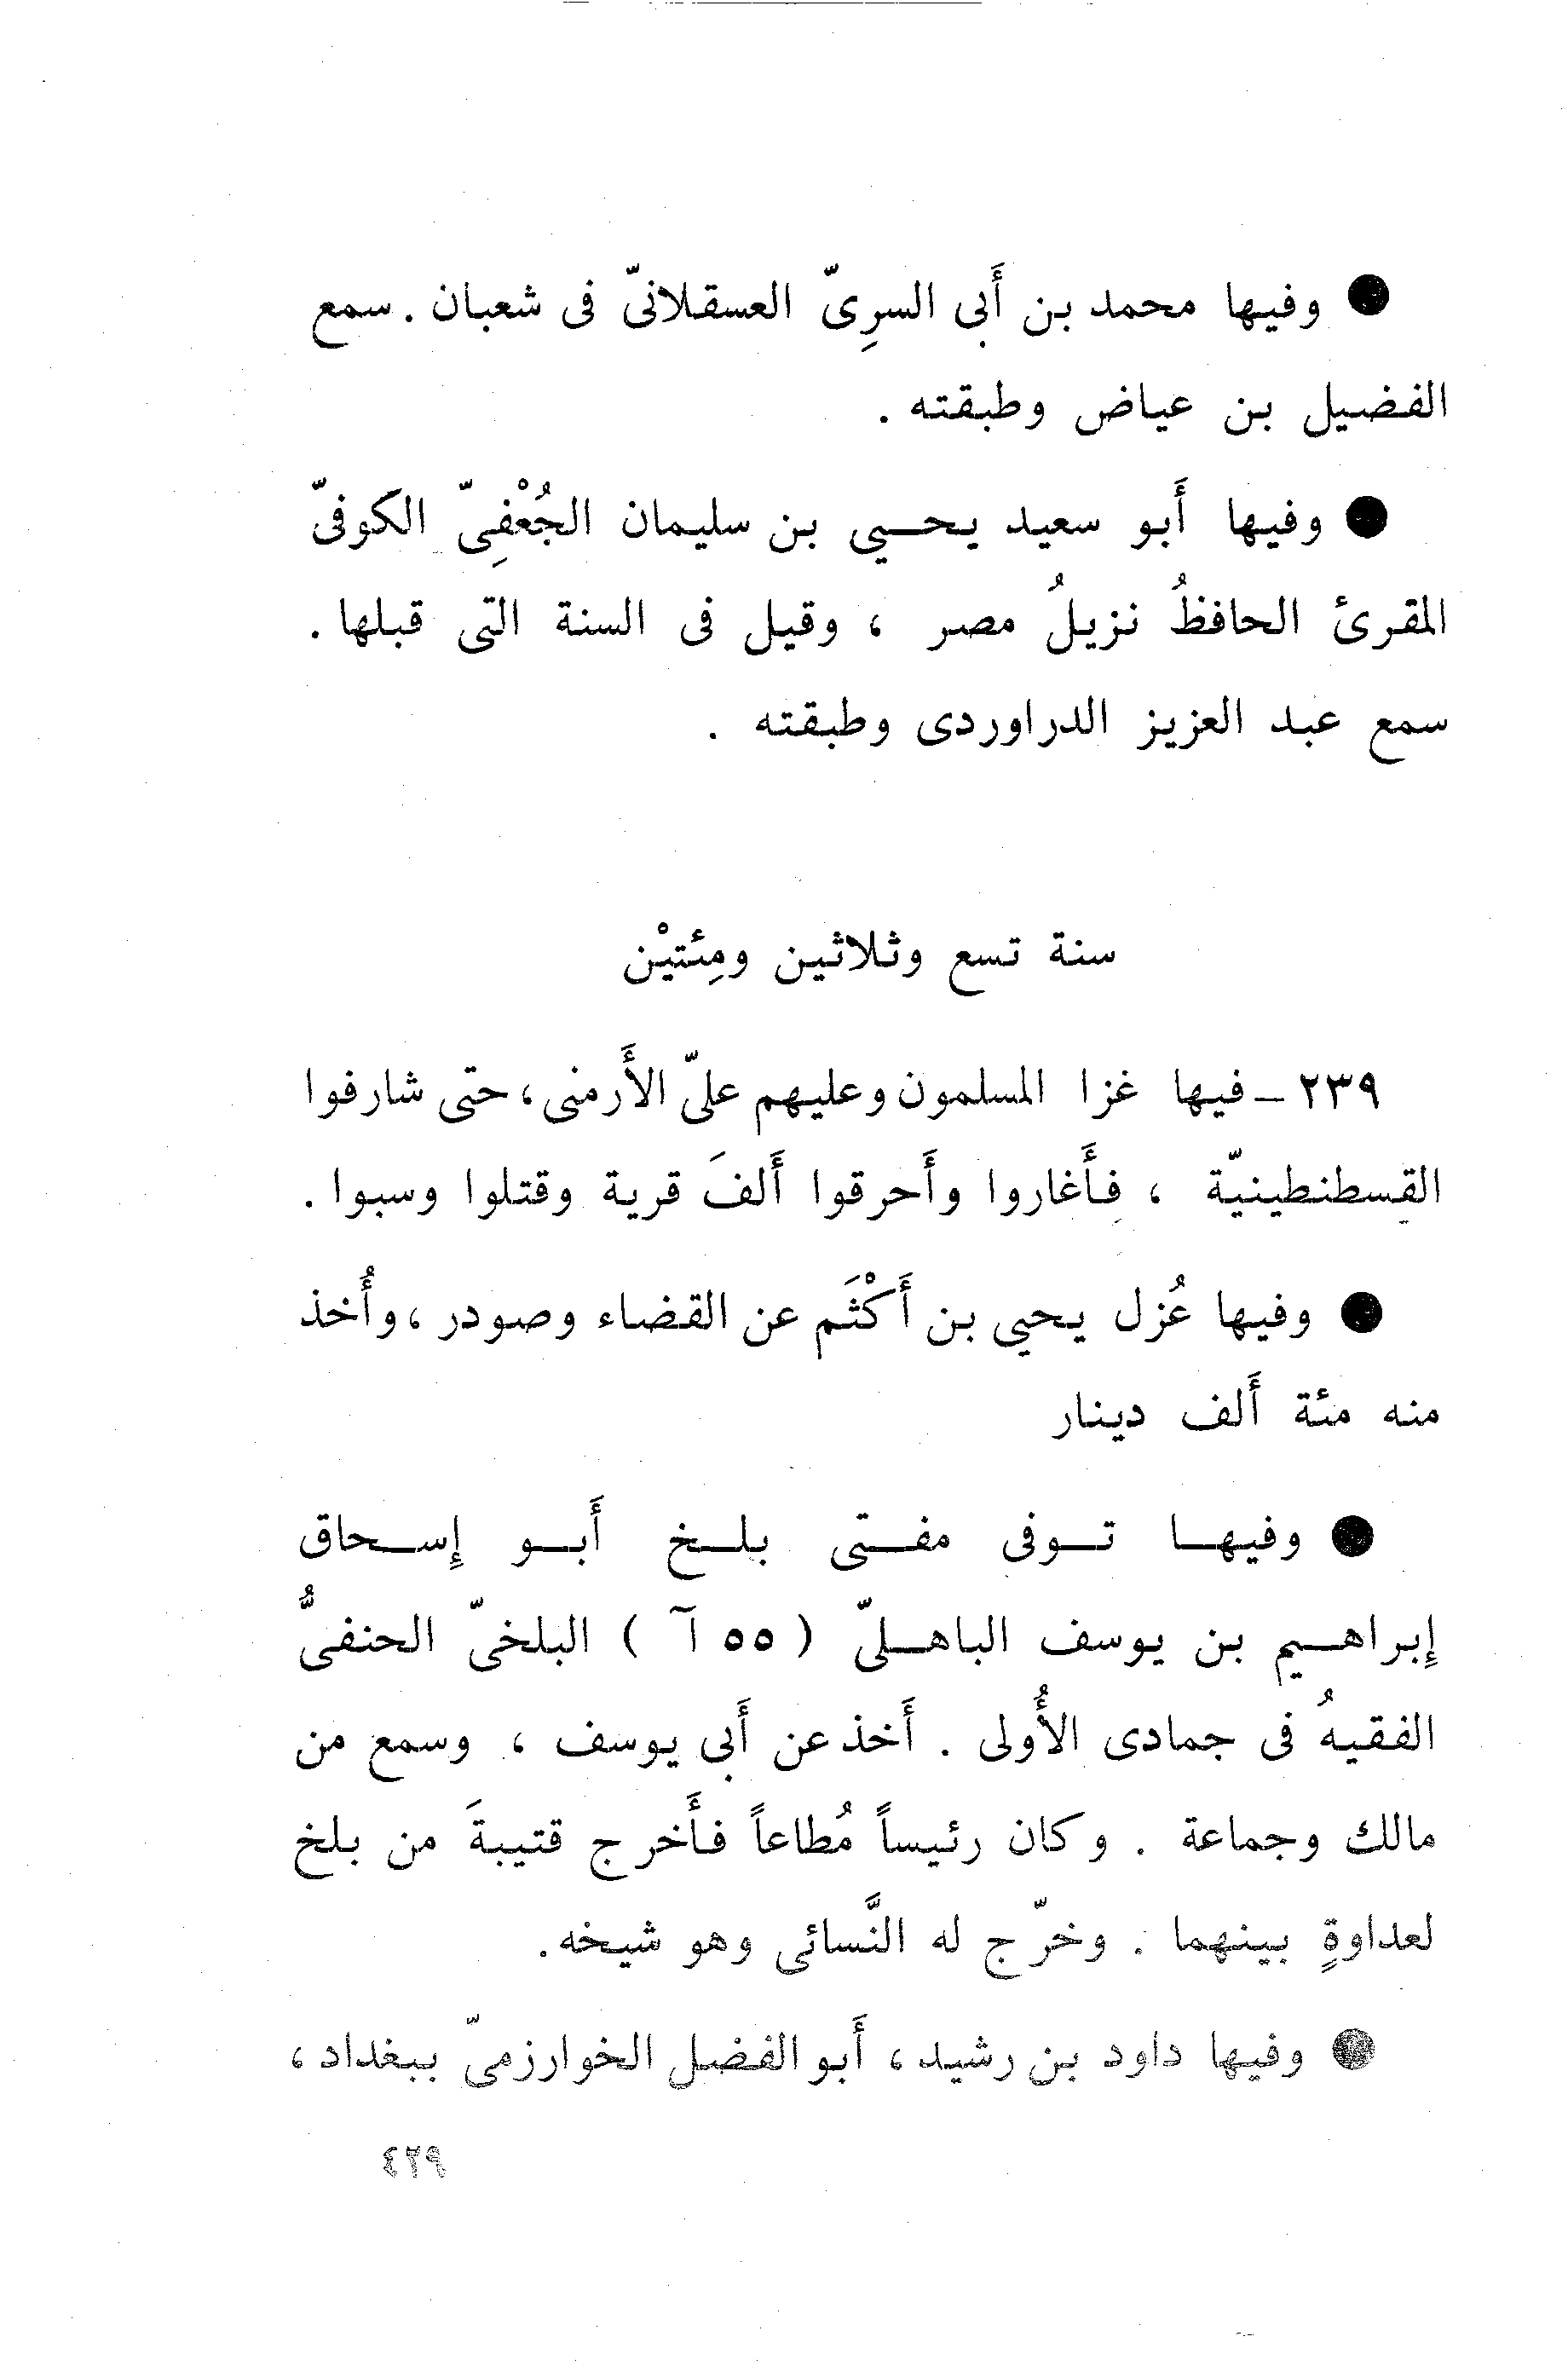 ● وفيها محمد بن أَبى السرِىّ العسقلانىّ فى شعبان . سمع
الفضيل بن عياض وطبقته .
● وفيها أَبو سعيد يحيى بن سليمان الجُعْفِىّ الكوفىّ
المقرئ الحافظُ نزيلُ مصر ، وقيل فى السنة التى قبلها .
سمع عبد العزيز الدراوردى وطبقته .
سنة تسع وثلاثين ومِئتيْن
٢٣٩ – فيها غزا المسلمون وعليهم علىّ الأَرمنى ، حتى شارفوا
القسطنطينيّة ، فأَغاروا وأَحرقوا أَلفَ قرية وقتلوا وسبوا .
● وفيها عُزل يحيى بن أَكْثَم عن القضاء وصودر ، وأُخذ
منه مئة أَلف دينار
● وفيها توفى مفتى بلخ أَبو إِسحاق
إِبراهيم بن يوسف الباهلىّ ( ٥٥ آ ) البلخىّ الحنفىُّ
الفقيهُ فى جمادى الأُولى . أَخذ عن أَبى يوسف ، وسمع من
مالك وجماعة . وكان رئيساً مُطاعاً فأَخرج قتيبةَ من بلخ
لعداوةٍ بينهما . وخرّج له النَّسائى وهو شيخه .
● وفيها داود بن رشيد ، أَبو الفضل الخوارزمىّ ببغداد ،
٤٢٩